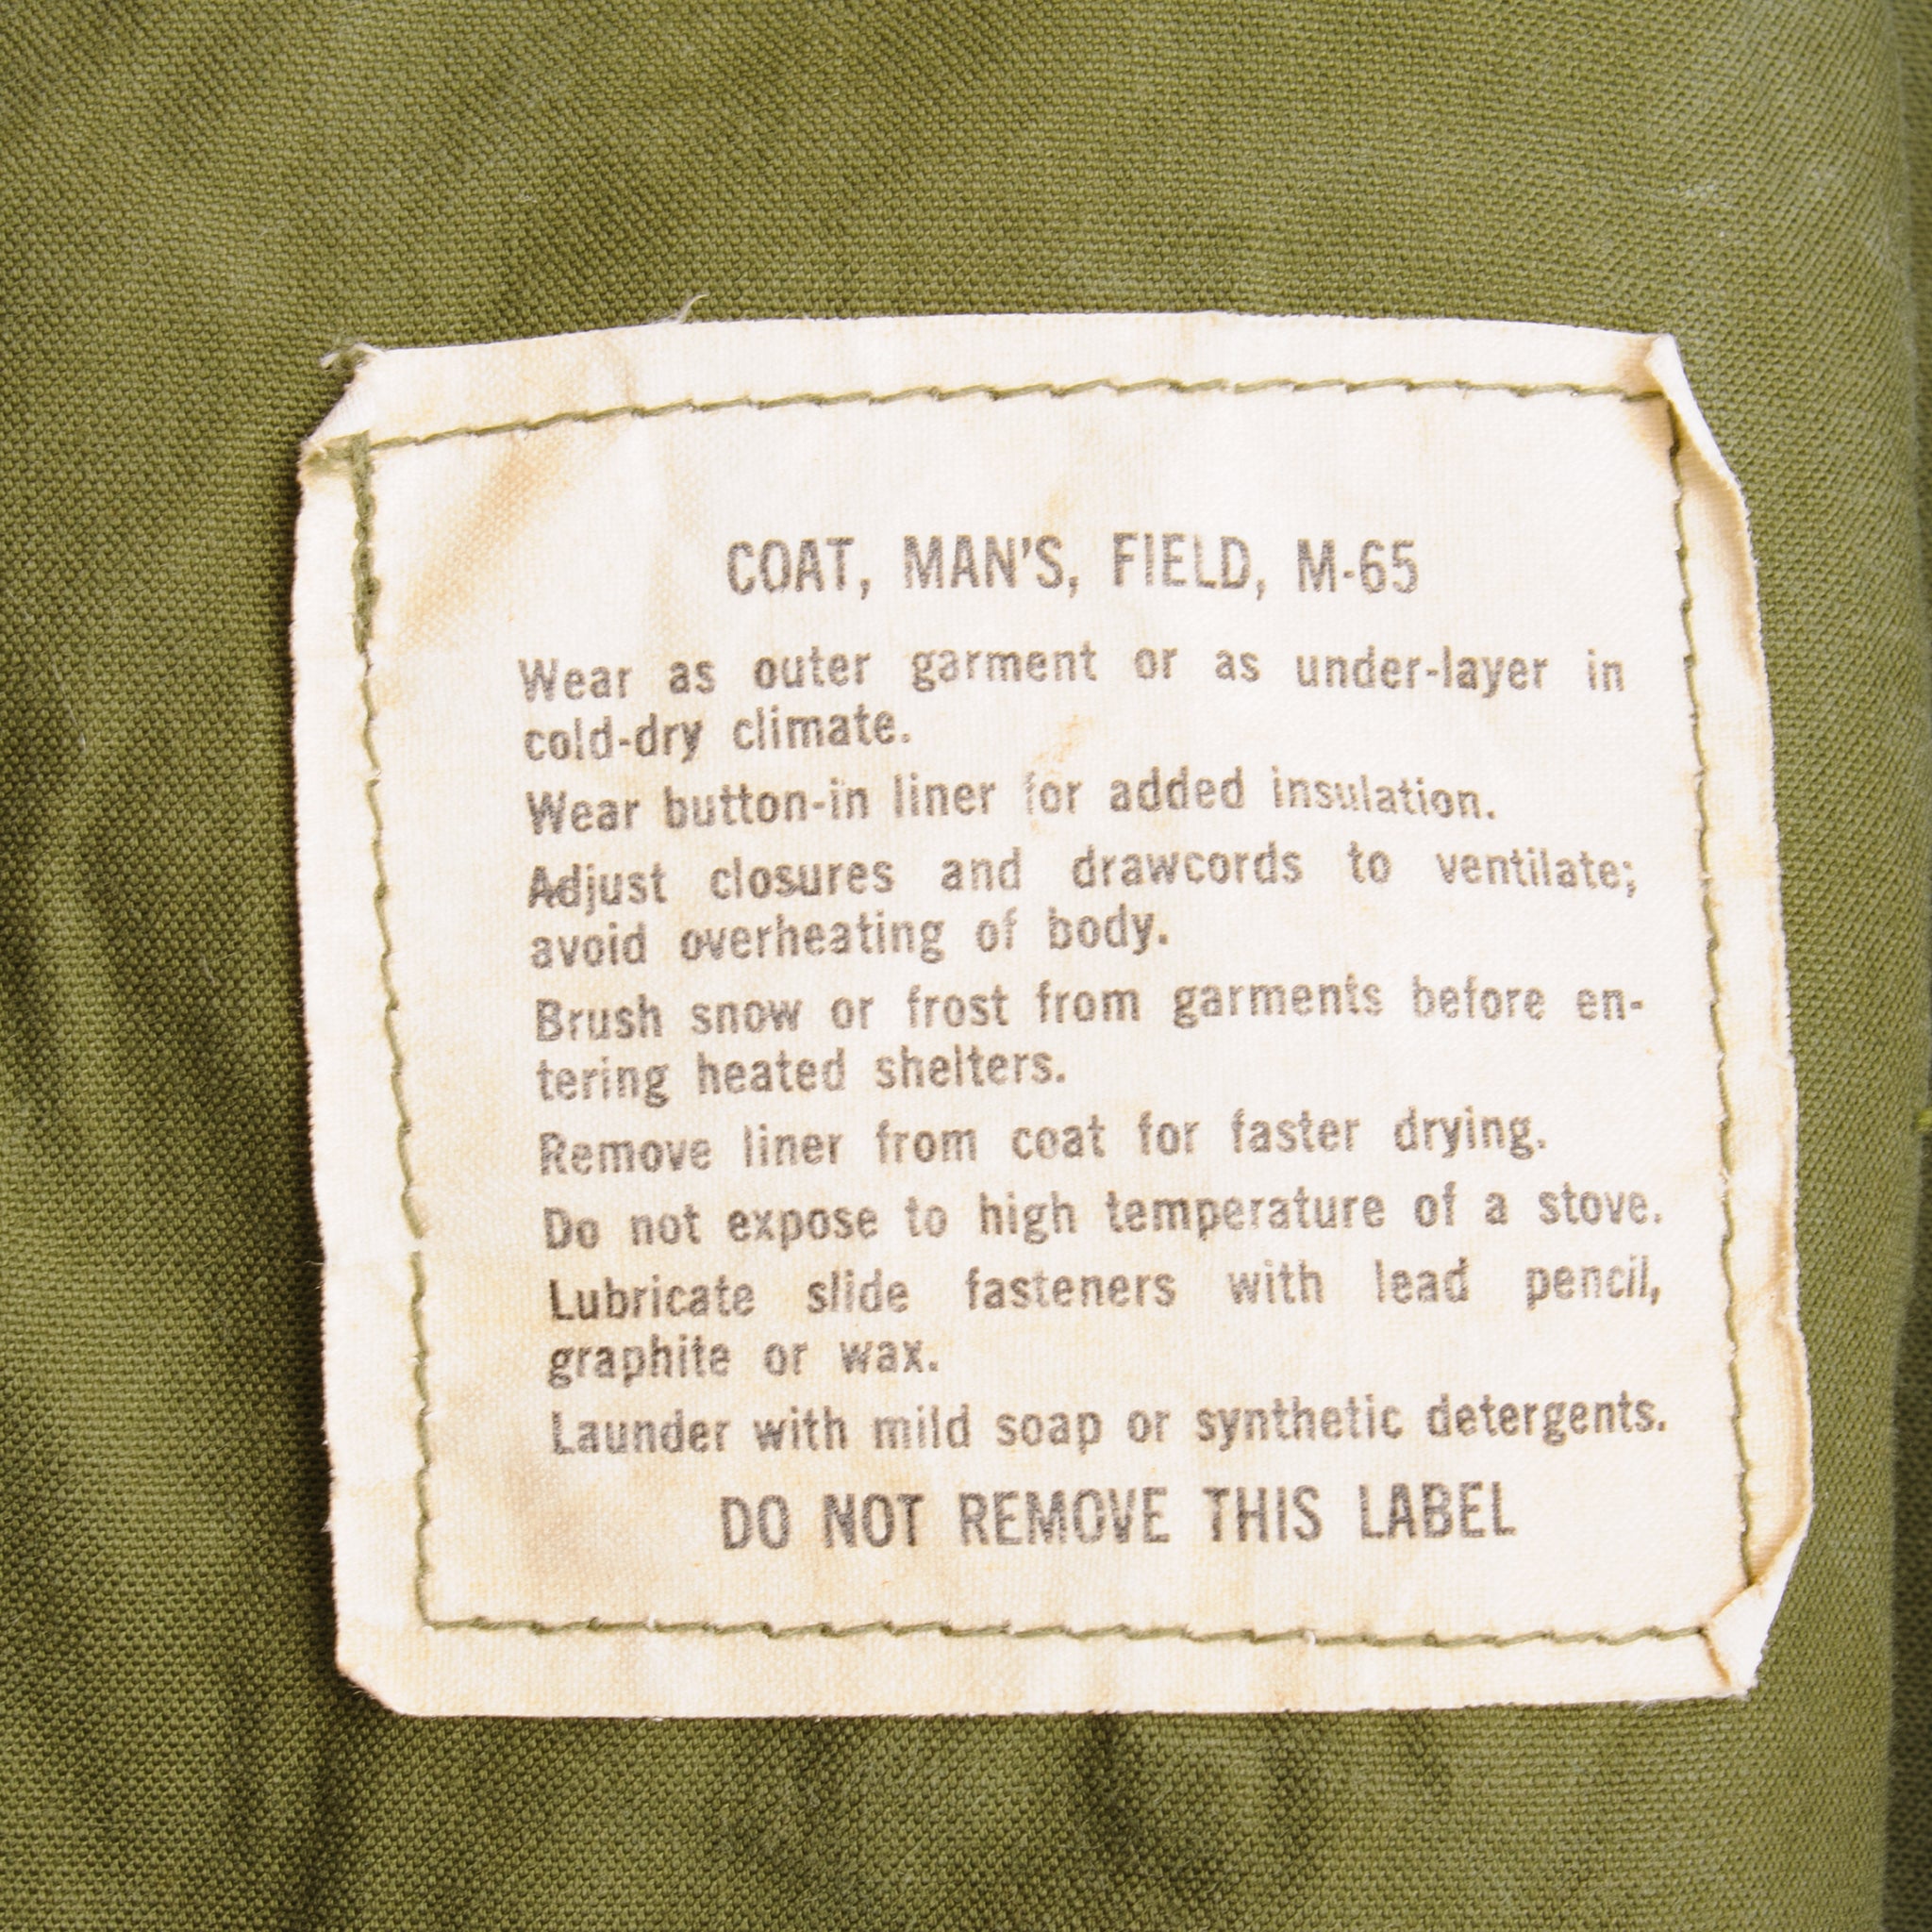 COAT, MAN'S, FIELD, M-65
Wear as outer garment or as under-layer in
cold-dry climate.
Wear button-in liner for added insulation.
Adjust closures and drawcords to ventilate;
avoid overheating of body.
Brush snow or frost from garments before en-
tering heated shelters.
Remove liner from coat for faster drying.
Do not expose to high temperature of a stove.
Lubricate slide fasteners with lead pencil,
graphite or wax.
Launder with mild soap or synthetic detergents.
DO NOT REMOVE THIS LABEL